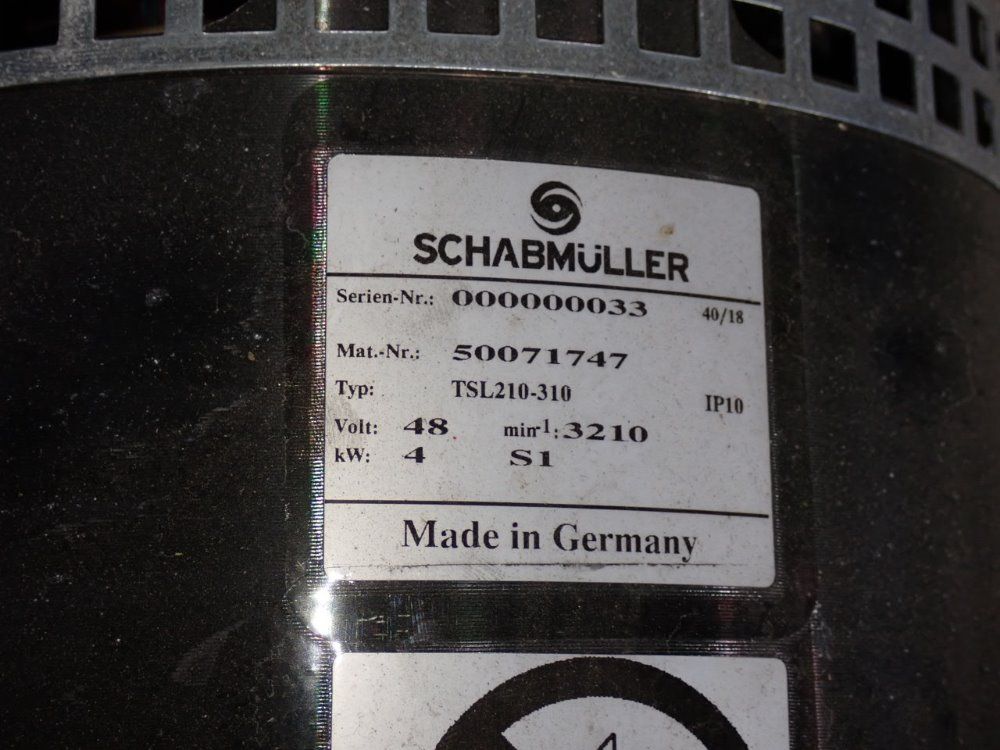 SCHABMÜLLER
Serien-Nr.: 000000033 40/18
Mat.-Nr.: 50071747
Typ: TSL210-310 IP10
Volt: 48 min-1: 3210
kW: 4 S1
Made in Germany